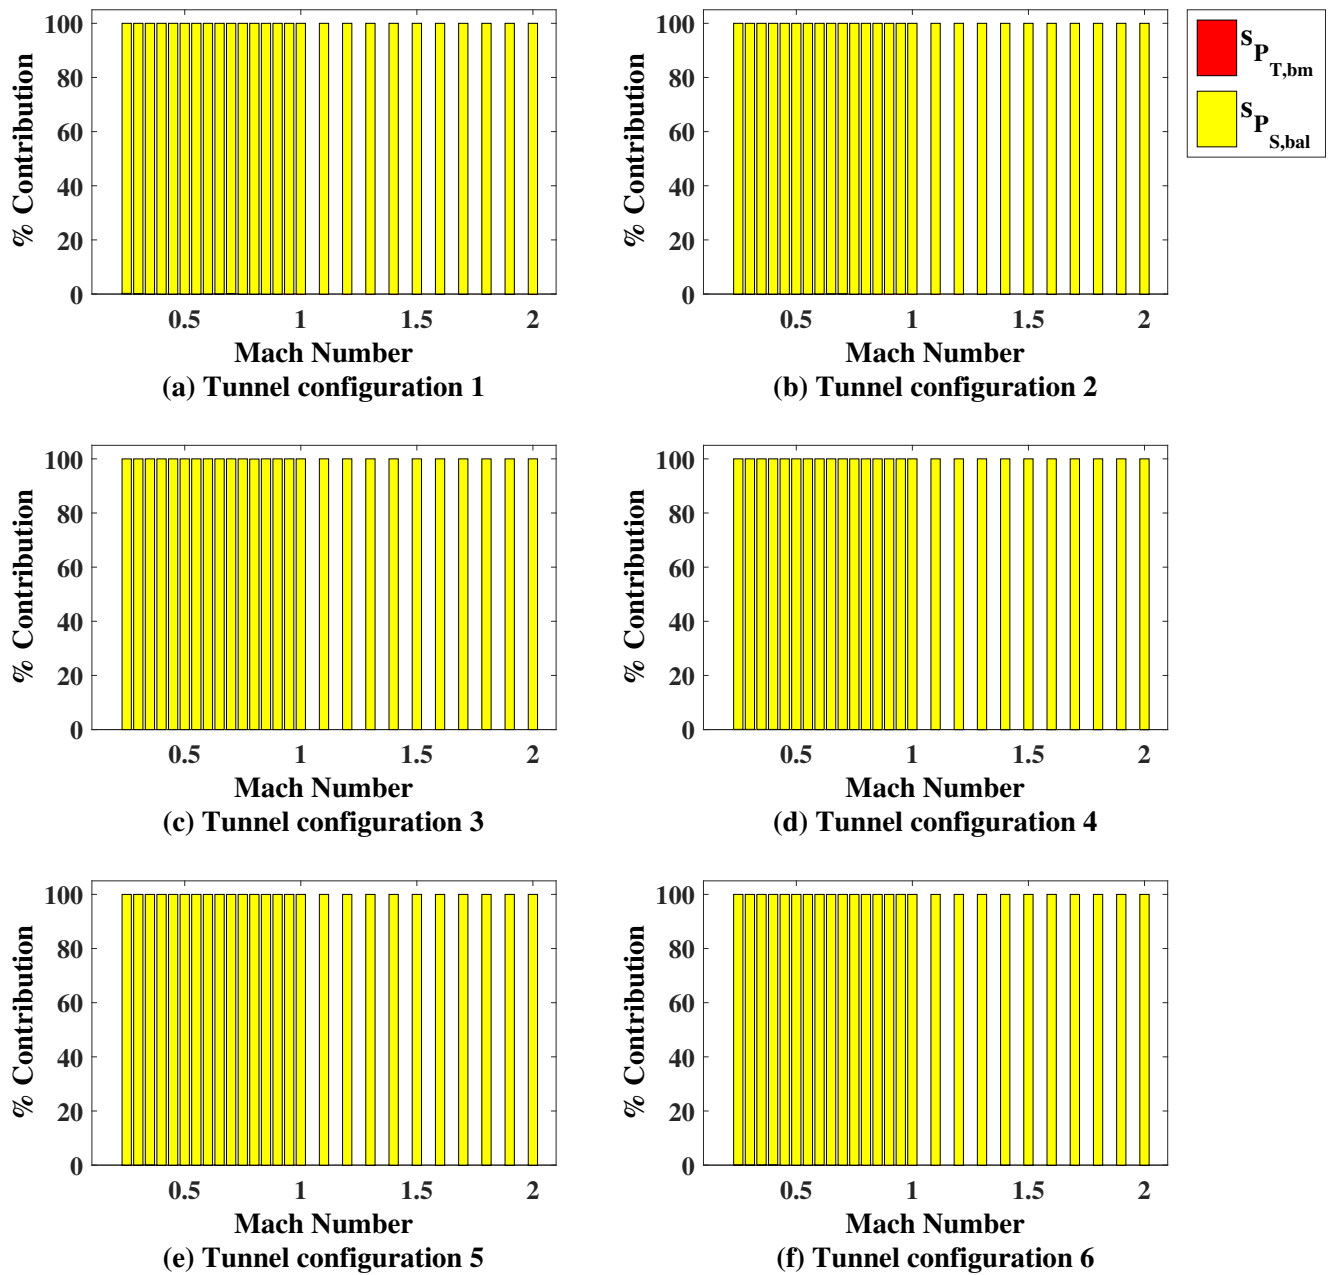 100
80
60
40
20
0
% Contribution
0.5 1 1.5 2
Mach Number
(a) Tunnel configuration 1
100
80
60
40
20
0
% Contribution
0.5 1 1.5 2
Mach Number
(b) Tunnel configuration 2
s P T,bm
s P S,bal
100
80
60
40
20
0
% Contribution
0.5 1 1.5 2
Mach Number
(c) Tunnel configuration 3
100
80
60
40
20
0
% Contribution
0.5 1 1.5 2
Mach Number
(d) Tunnel configuration 4
100
80
60
40
20
0
% Contribution
0.5 1 1.5 2
Mach Number
(e) Tunnel configuration 5
100
80
60
40
20
0
% Contribution
0.5 1 1.5 2
Mach Number
(f) Tunnel configuration 6